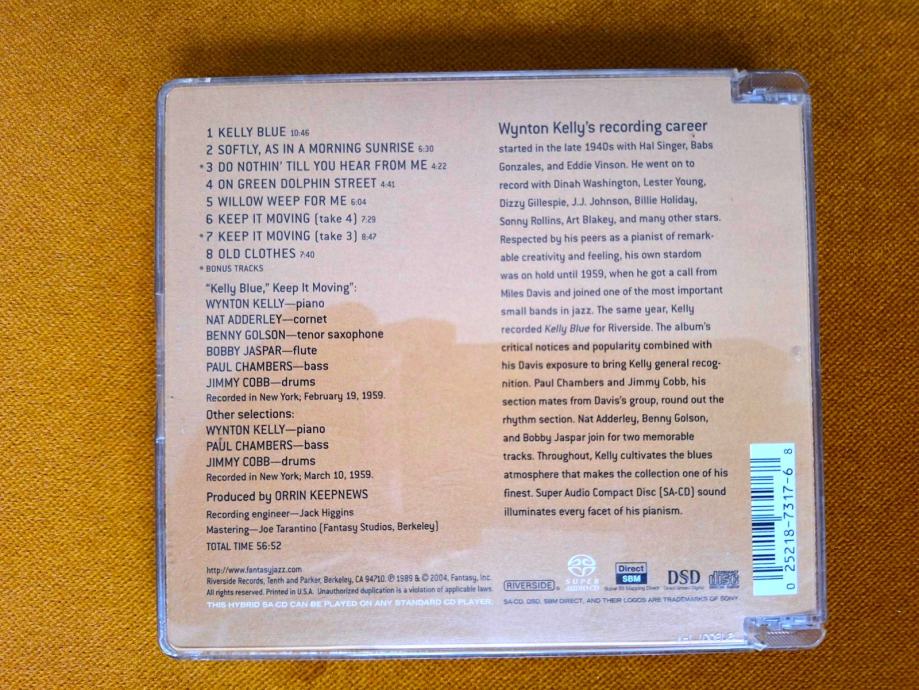 1 KELLY BLUE 10:46
2 SOFTLY, AS IN A MORNING SUNRISE 6:30
*3 DO NOTHIN' TILL YOU HEAR FROM ME 4:22
4 ON GREEN DOLPHIN STREET 4:41
5 WILLOW WEEP FOR ME 6:04
6 KEEP IT MOVING (take 4) 7:29
*7 KEEP IT MOVING (take 3) 8:47
8 OLD CLOTHES 7:40
* BONUS TRACKS
"Kelly Blue," Keep It Moving":
WYNTON KELLY—piano
NAT ADDERLEY—cornet
BENNY GOLSON—tenor saxophone
BOBBY JASPAR—flute
PAUL CHAMBERS—bass
JIMMY COBB—drums
Recorded in New York; February 19, 1959.
Other selections:
WYNTON KELLY—piano
PAUL CHAMBERS—bass
JIMMY COBB—drums
Recorded in New York; March 10, 1959.
Produced by ORRIN KEEPNEWS
Recording engineer—Jack Higgins
Mastering—Joe Tarantino (Fantasy Studios, Berkeley)
TOTAL TIME 56:52
http://www.fantasyjazz.com
Riverside Records, Tenth and Parker, Berkeley, CA 94710. ℗ 1989 & © 2004, Fantasy, Inc.
All rights reserved. Printed in U.S.A. Unauthorized duplication is a violation of applicable laws.
THIS HYBRID SA-CD CAN BE PLAYED ON ANY STANDARD CD PLAYER.
Wynton Kelly's recording career
started in the late 1940s with Hal Singer, Babs
Gonzales, and Eddie Vinson. He went on to
record with Dinah Washington, Lester Young,
Dizzy Gillespie, J.J. Johnson, Billie Holiday,
Sonny Rollins, Art Blakey, and many other stars.
Respected by his peers as a pianist of remark-
able creativity and feeling, his own stardom
was on hold until 1959, when he got a call from
Miles Davis and joined one of the most important
small bands in jazz. The same year, Kelly
recorded Kelly Blue for Riverside. The album's
critical notices and popularity combined with
his Davis exposure to bring Kelly general recog-
nition. Paul Chambers and Jimmy Cobb, his
section mates from Davis's group, round out the
rhythm section. Nat Adderley, Benny Golson,
and Bobby Jaspar join for two memorable
tracks. Throughout, Kelly cultivates the blues
atmosphere that makes the collection one of his
finest. Super Audio Compact Disc (SA-CD) sound
illuminates every facet of his pianism.
RIVERSIDE
SUPER AUDIO CD
Direct SBM
Super Bit Mapping Direct
DSD
Direct Stream Digital
disc
SA-CD, DSD, SBM DIRECT, AND THEIR LOGOS ARE TRADEMARKS OF SONY
0 25218-7317-6 8